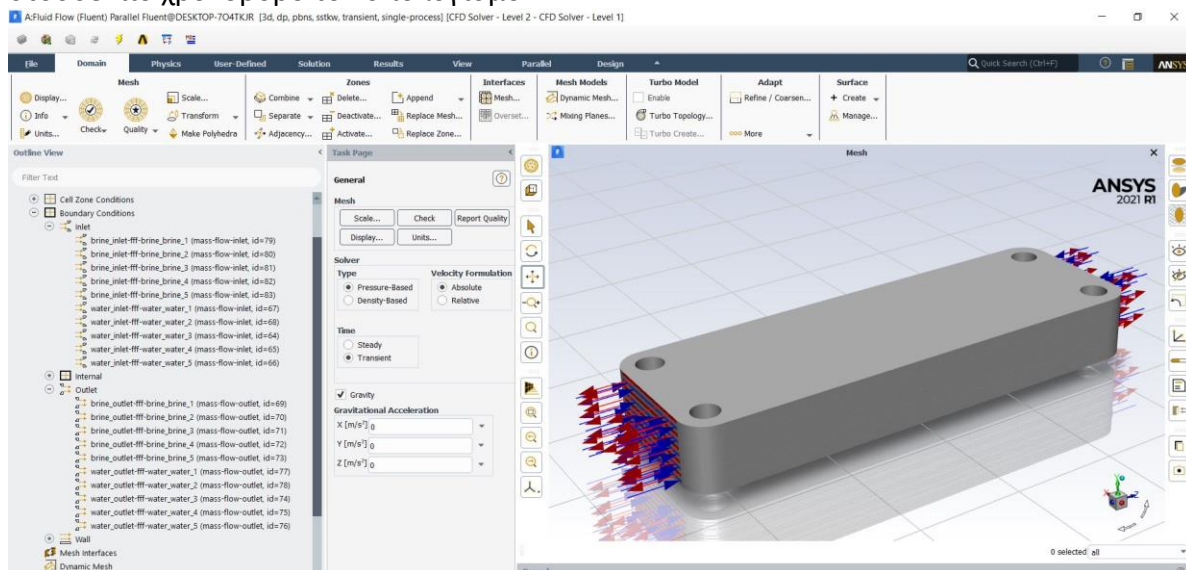 A:Fluid Flow (Fluent) Parallel Fluent@DESKTOP-7O4TKJR [3d, dp, pbns, sstkw, transient, single-process] [CFD Solver - Level 2 - CFD Solver - Level 1]
File Domain Physics User-Defined Solution Results View Parallel Design Quick Search (Ctrl+F) ANSYS
Mesh Zones Interfaces Mesh Models Turbo Model Adapt Surface
Display... Scale... Combine Delete... Append Mesh... Dynamic Mesh... Enable Refine / Coarsen... Create
Info Check Quality Transform Separate Deactivate... Replace Mesh... Overset... Mixing Planes... Turbo Topology... Manage...
Units... Make Polyhedra Adjacency... Activate... Replace Zone... Turbo Create... More
Outline View
Filter Text
Cell Zone Conditions
Boundary Conditions
Inlet
brine_inlet-fff-brine_brine_1 (mass-flow-inlet, id=79)
brine_inlet-fff-brine_brine_2 (mass-flow-inlet, id=80)
brine_inlet-fff-brine_brine_3 (mass-flow-inlet, id=81)
brine_inlet-fff-brine_brine_4 (mass-flow-inlet, id=82)
brine_inlet-fff-brine_brine_5 (mass-flow-inlet, id=83)
water_inlet-fff-water_water_1 (mass-flow-inlet, id=67)
water_inlet-fff-water_water_2 (mass-flow-inlet, id=68)
water_inlet-fff-water_water_3 (mass-flow-inlet, id=64)
water_inlet-fff-water_water_4 (mass-flow-inlet, id=65)
water_inlet-fff-water_water_5 (mass-flow-inlet, id=66)
Internal
Outlet
brine_outlet-fff-brine_brine_1 (mass-flow-outlet, id=69)
brine_outlet-fff-brine_brine_2 (mass-flow-outlet, id=70)
brine_outlet-fff-brine_brine_3 (mass-flow-outlet, id=71)
brine_outlet-fff-brine_brine_4 (mass-flow-outlet, id=72)
brine_outlet-fff-brine_brine_5 (mass-flow-outlet, id=73)
water_outlet-fff-water_water_1 (mass-flow-outlet, id=77)
water_outlet-fff-water_water_2 (mass-flow-outlet, id=78)
water_outlet-fff-water_water_3 (mass-flow-outlet, id=74)
water_outlet-fff-water_water_4 (mass-flow-outlet, id=75)
water_outlet-fff-water_water_5 (mass-flow-outlet, id=76)
Wall
Mesh Interfaces
Dynamic Mesh
Task Page
General
Mesh
Scale... Check Report Quality
Display... Units...
Solver
Type Velocity Formulation
Pressure-Based Absolute
Density-Based Relative
Time
Steady
Transient
Gravity
Gravitational Acceleration
X [m/s²] 0
Y [m/s²] 0
Z [m/s²] 0
Mesh
ANSYS
2021 R1
0 selected all